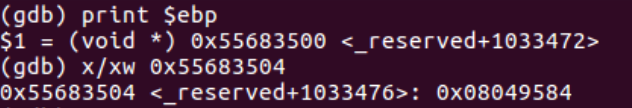 (gdb) print $ebp
$1 = (void *) 0x55683500 <_reserved+1033472>
(gdb) x/xw 0x55683504
0x55683504 <_reserved+1033476>: 0x08049584